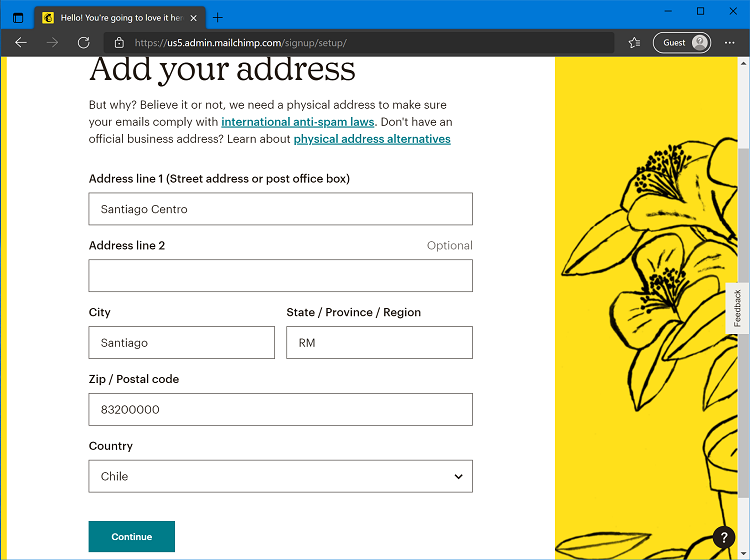 Hello! You're going to love it her
https://us5.admin.mailchimp.com/signup/setup/
Guest
Add your address
But why? Believe it or not, we need a physical address to make sure
your emails comply with international anti-spam laws. Don't have an
official business address? Learn about physical address alternatives
Address line 1 (Street address or post office box)
Santiago Centro
Address line 2 Optional
City State / Province / Region
Santiago RM
Zip / Postal code
83200000
Country
Chile
Continue
Feedback
?